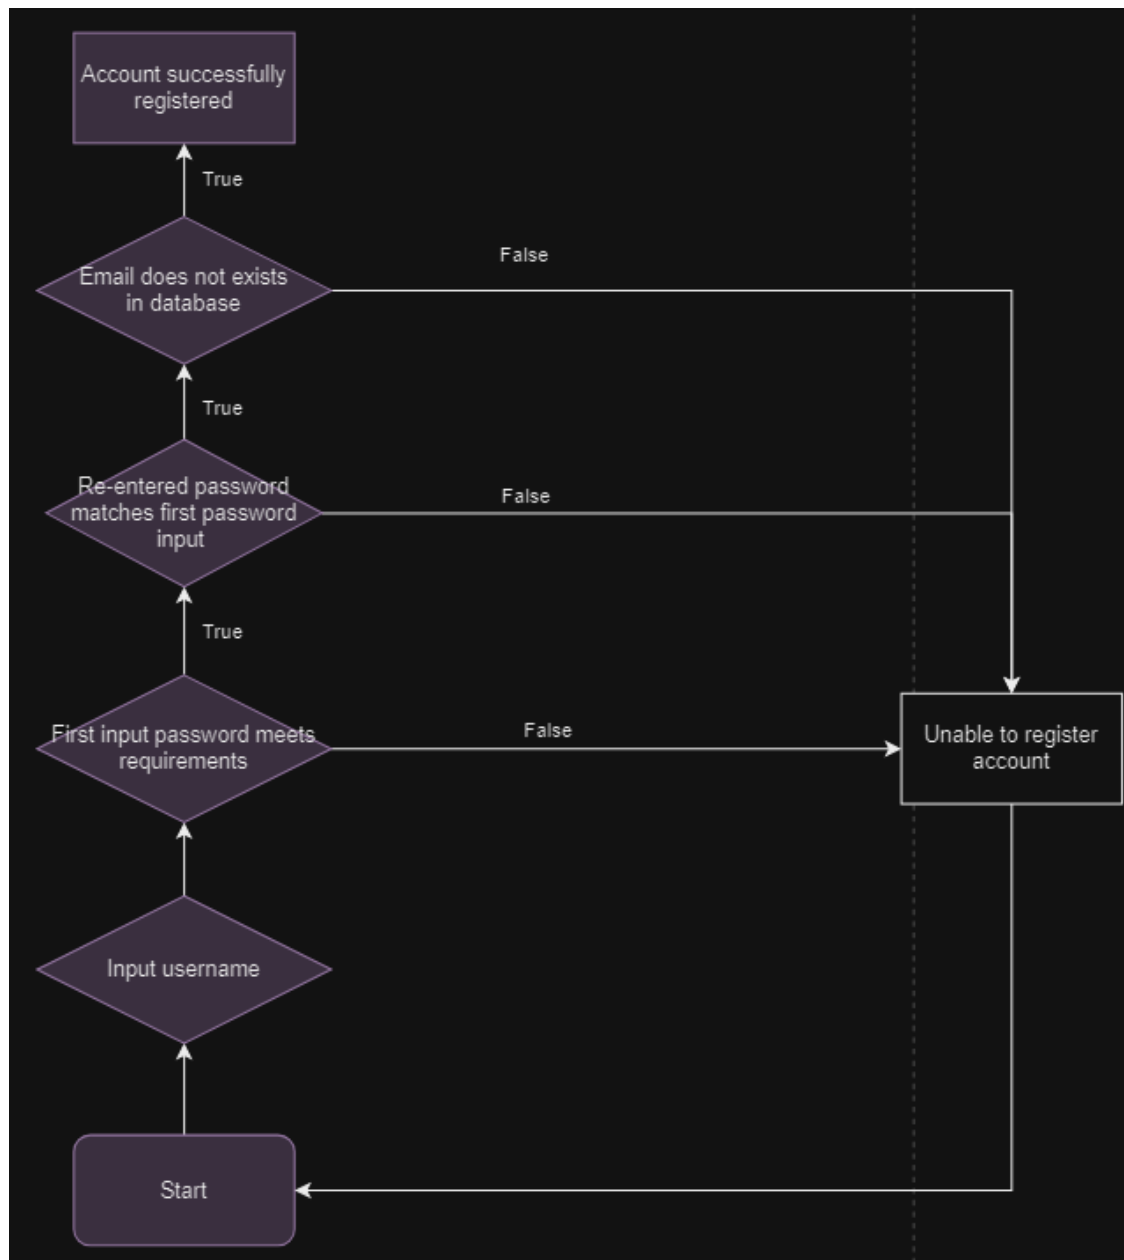 Account successfully
registered
True
Email does not exists
in database
False
True
Re-entered password
matches first password
input
False
True
First input password meets
requirements
False
Unable to register
account
Input username
Start